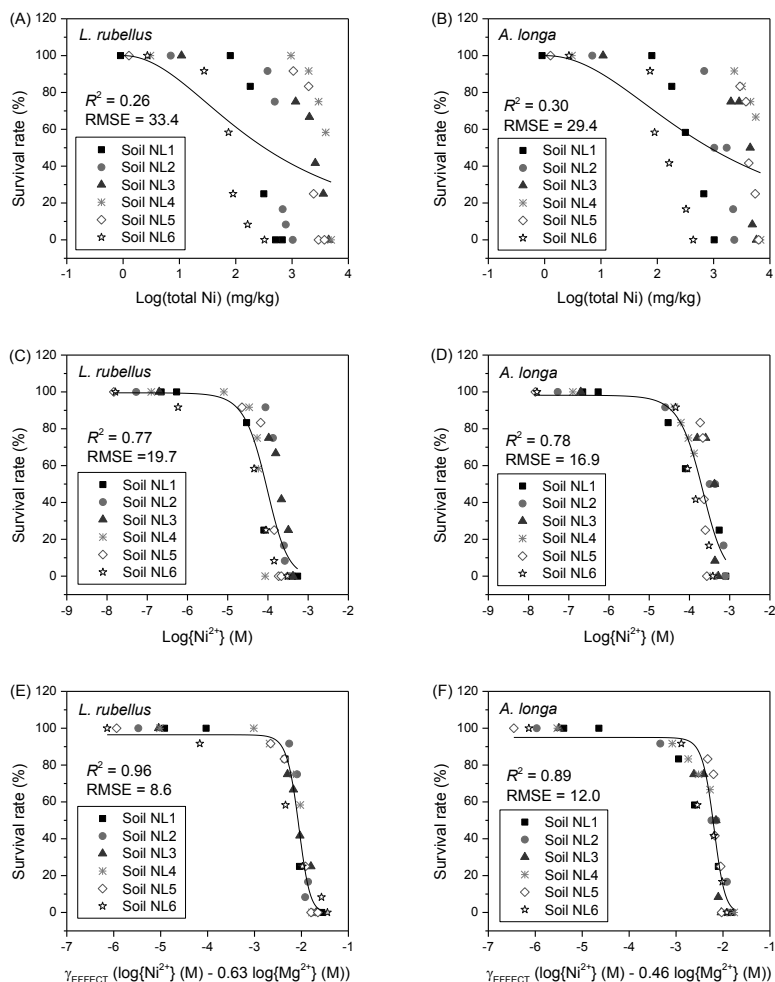 (A)
L. rubellus
R² = 0.26
RMSE = 33.4
Soil NL1
Soil NL2
Soil NL3
Soil NL4
Soil NL5
Soil NL6
Survival rate (%)
120
100
80
60
40
20
0
-1 0 1 2 3 4
Log(total Ni) (mg/kg)
(B)
A. longa
R² = 0.30
RMSE = 29.4
Soil NL1
Soil NL2
Soil NL3
Soil NL4
Soil NL5
Soil NL6
Survival rate (%)
120
100
80
60
40
20
0
-1 0 1 2 3 4
Log(total Ni) (mg/kg)
(C)
L. rubellus
R² = 0.77
RMSE =19.7
Soil NL1
Soil NL2
Soil NL3
Soil NL4
Soil NL5
Soil NL6
Survival rate (%)
120
100
80
60
40
20
0
-9 -8 -7 -6 -5 -4 -3 -2
Log{Ni²⁺} (M)
(D)
A. longa
R² = 0.78
RMSE = 16.9
Soil NL1
Soil NL2
Soil NL3
Soil NL4
Soil NL5
Soil NL6
Survival rate (%)
120
100
80
60
40
20
0
-9 -8 -7 -6 -5 -4 -3 -2
Log{Ni²⁺} (M)
(E)
L. rubellus
R² = 0.96
RMSE = 8.6
Soil NL1
Soil NL2
Soil NL3
Soil NL4
Soil NL5
Soil NL6
Survival rate (%)
120
100
80
60
40
20
0
-7 -6 -5 -4 -3 -2 -1
γEFFECT (log{Ni²⁺} (M) - 0.63 log{Mg²⁺} (M))
(F)
A. longa
R² = 0.89
RMSE = 12.0
Soil NL1
Soil NL2
Soil NL3
Soil NL4
Soil NL5
Soil NL6
Survival rate (%)
120
100
80
60
40
20
0
-7 -6 -5 -4 -3 -2 -1
γEFFECT (log{Ni²⁺} (M) - 0.46 log{Mg²⁺} (M))